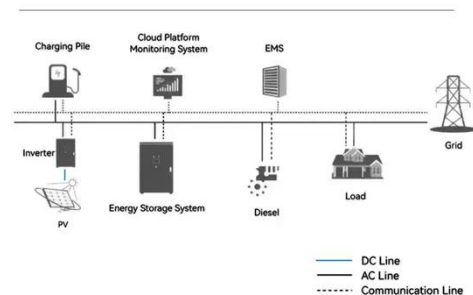 Charging Pile
Cloud Platform
Monitoring System
EMS
Grid
Inverter
PV
Energy Storage System
Diesel
Load
DC Line
AC Line
Communication Line